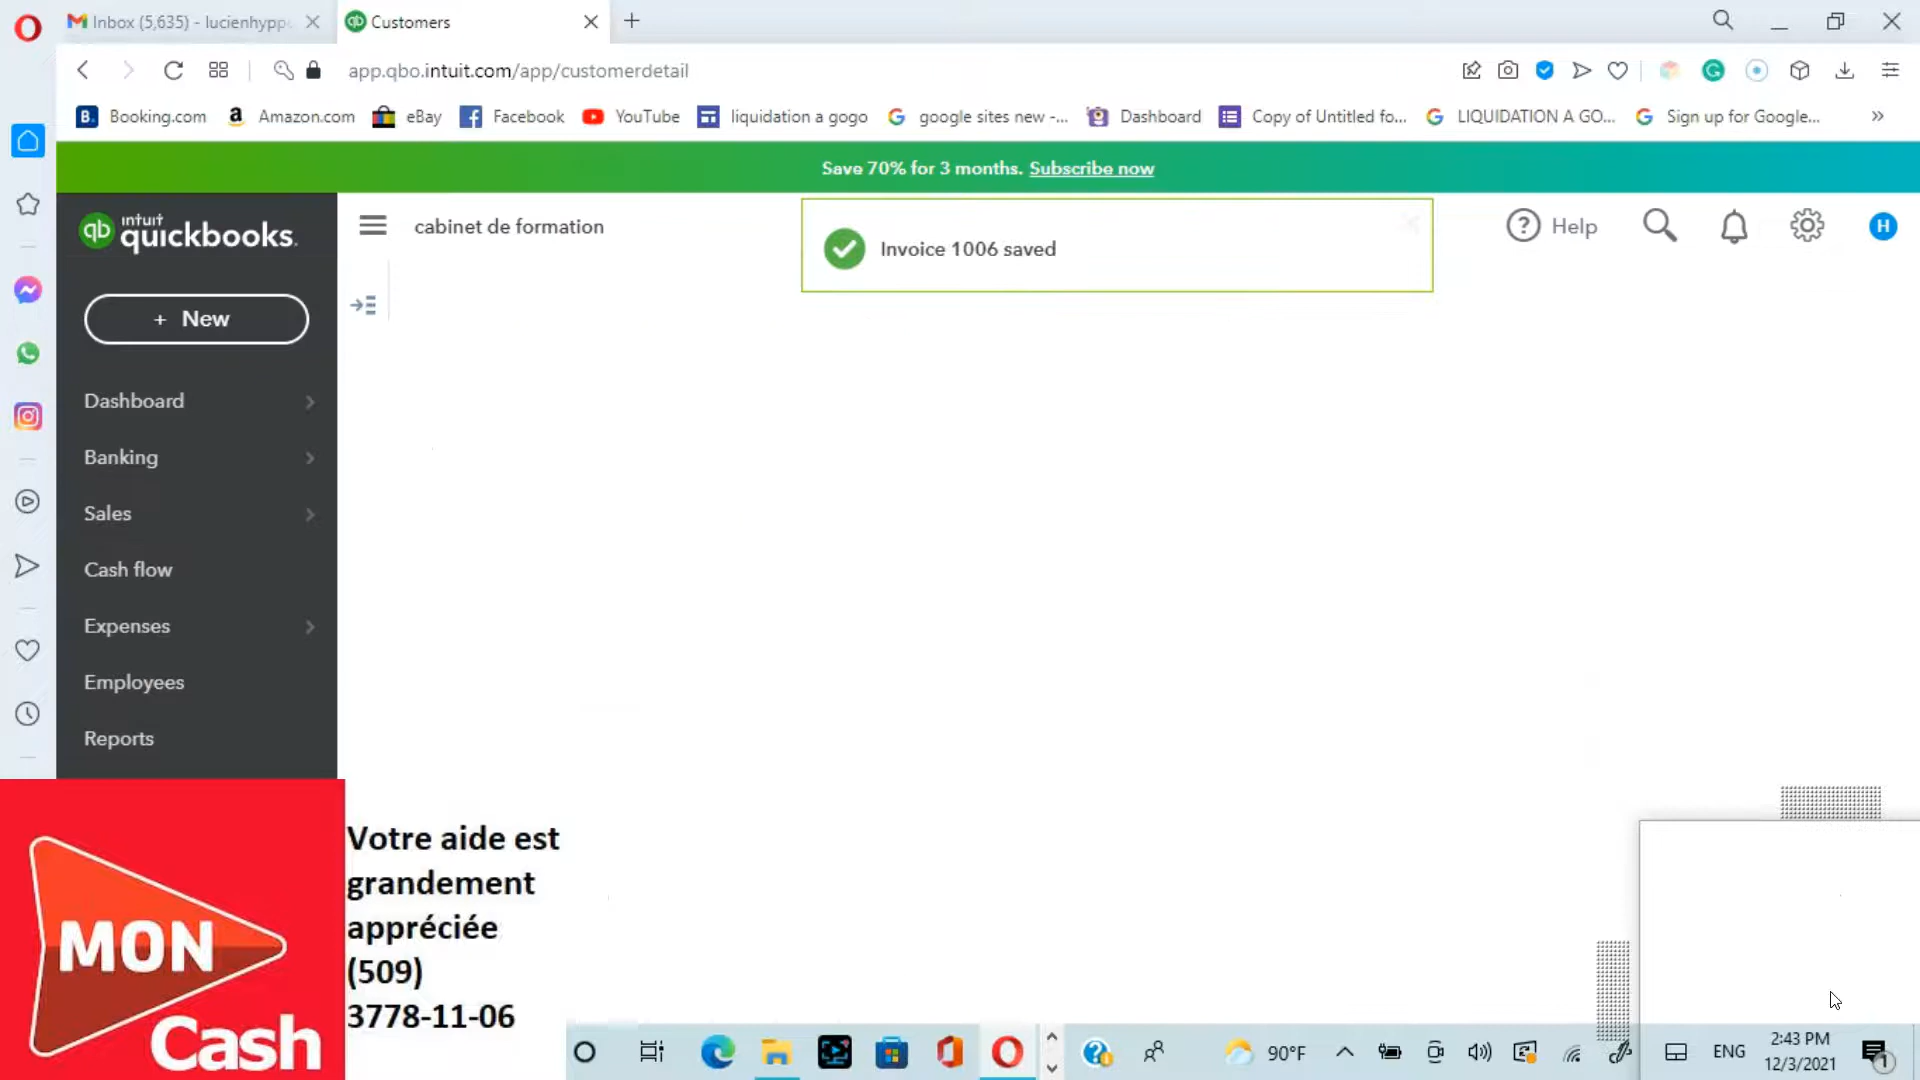 Inbox (5,635) - lucienhypp
Customers
app.qbo.intuit.com/app/customerdetail
Booking.com
Amazon.com
eBay
Facebook
YouTube
liquidation a gogo
google sites new -...
Dashboard
Copy of Untitled fo...
LIQUIDATION A GO...
Sign up for Google...
Save 70% for 3 months. Subscribe now
intuit
quickbooks.
cabinet de formation
Invoice 1006 saved
Help
H
+ New
Dashboard
Banking
Sales
Cash flow
Expenses
Employees
Reports
MON
Cash
Votre aide est
grandement
appréciée
(509)
3778-11-06
90°F
ENG
2:43 PM
12/3/2021
1